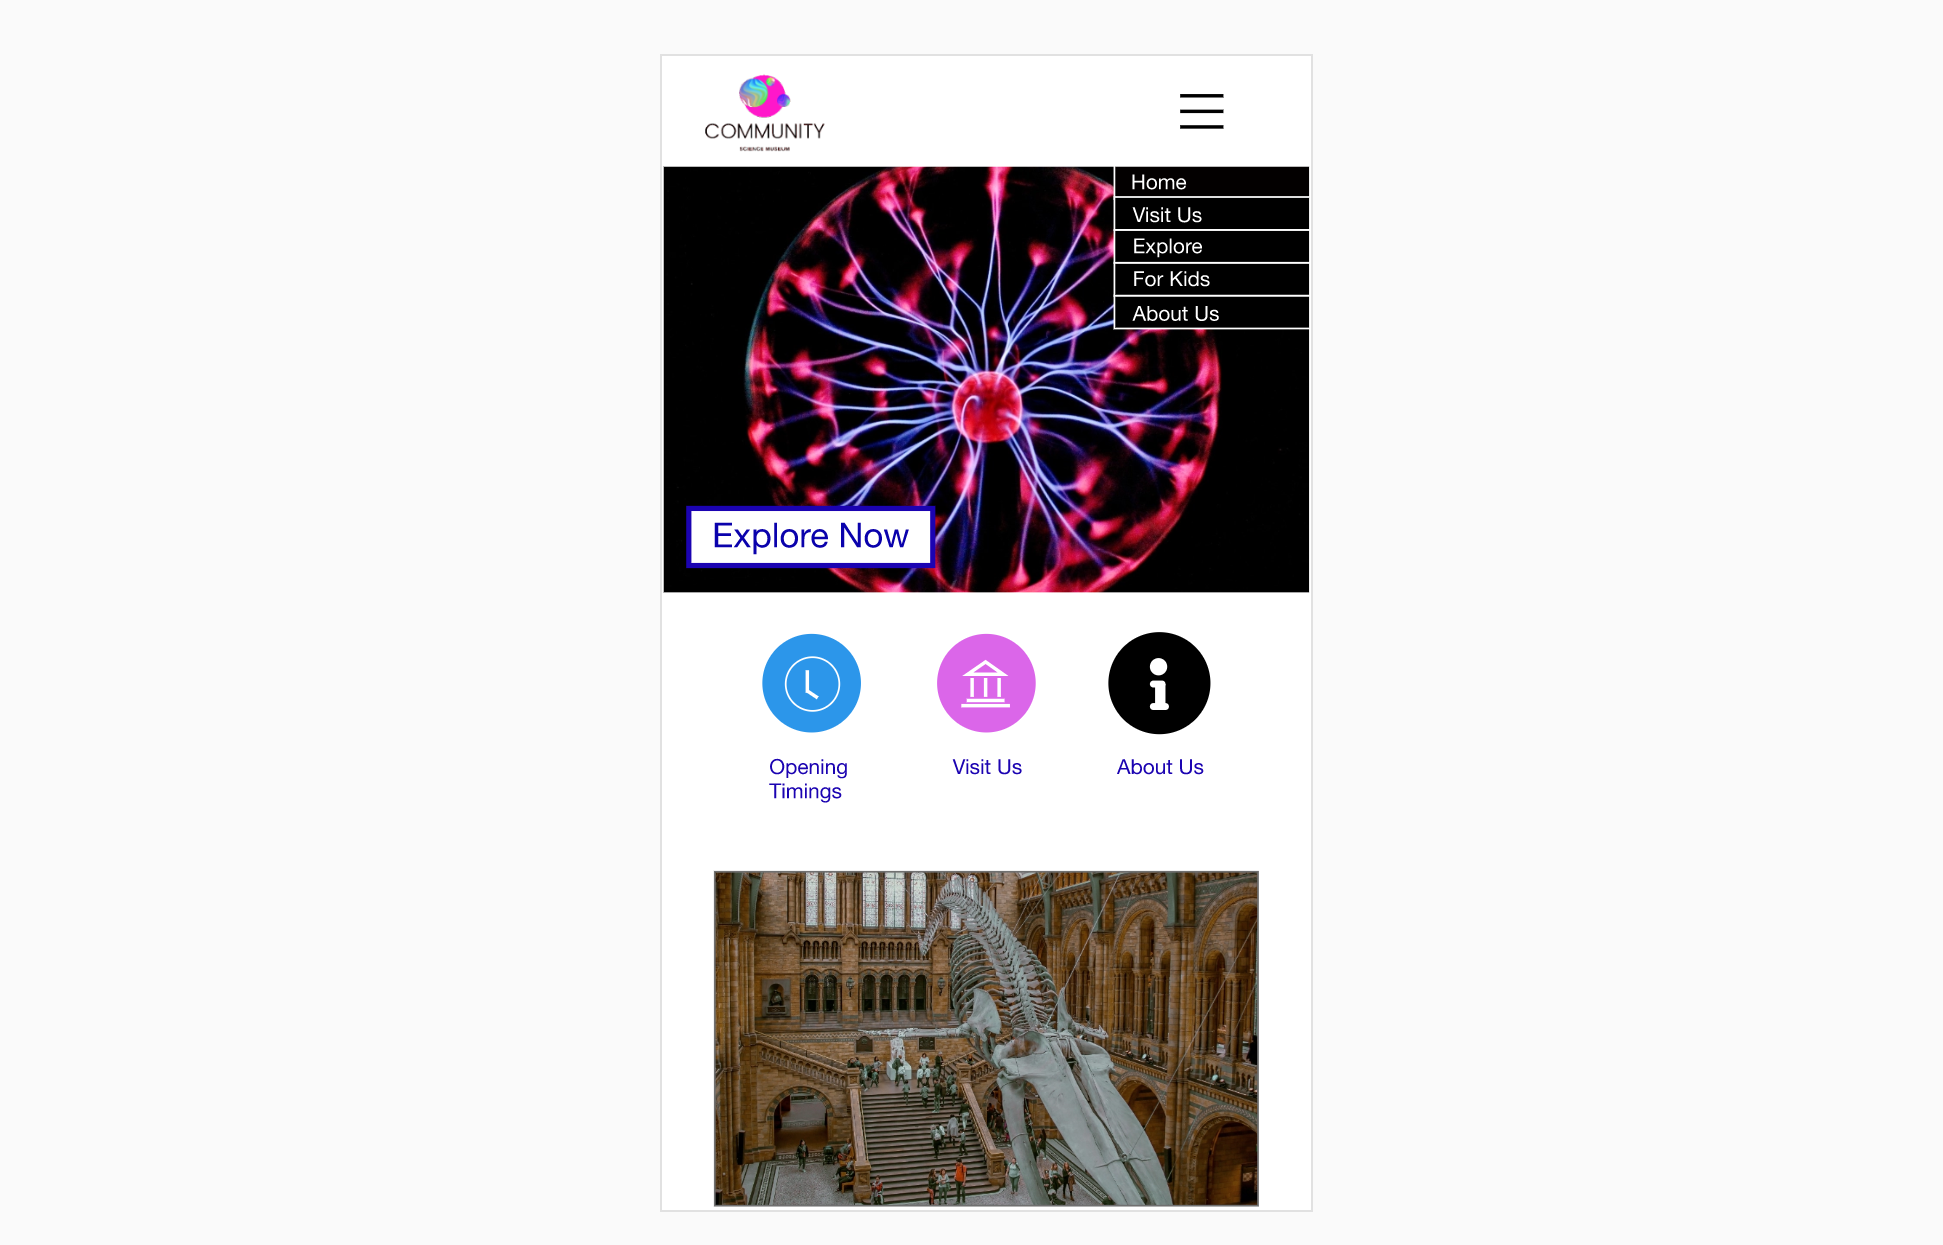 COMMUNITY
SCIENCE MUSEUM
Home
Visit Us
Explore
For Kids
About Us
Explore Now
Opening
Timings
Visit Us
About Us